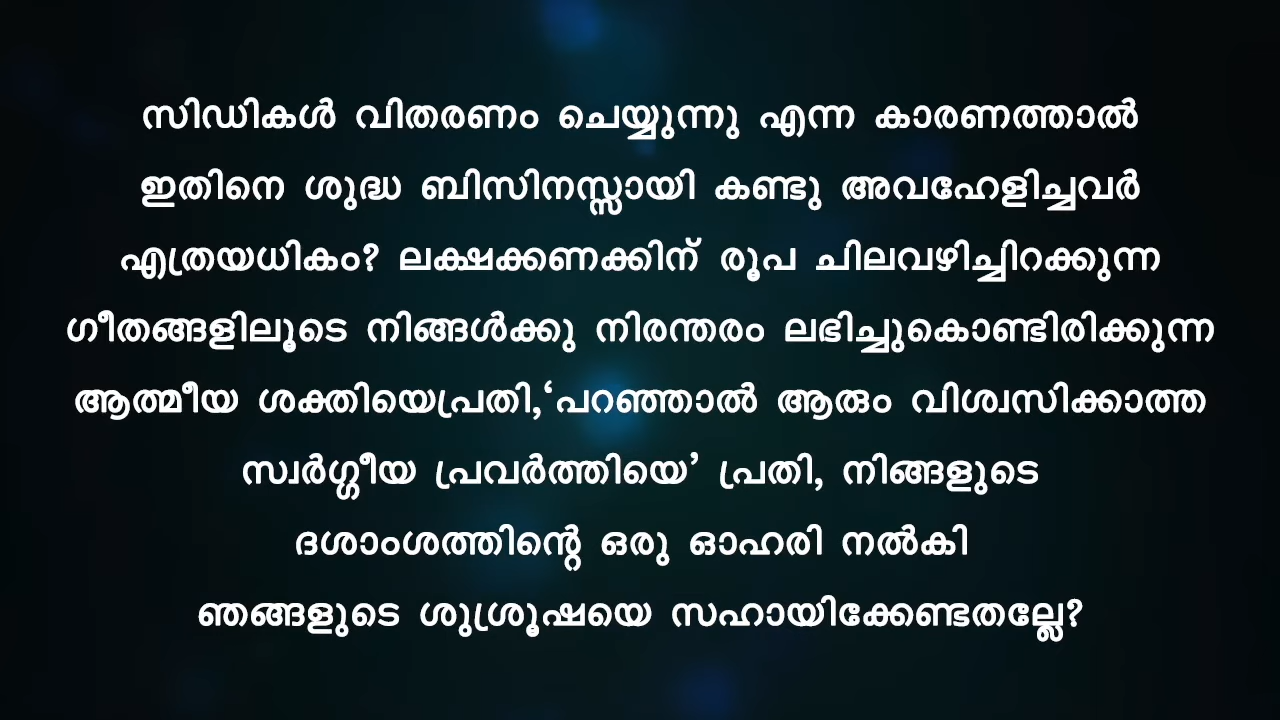 സിഡികൾ വിതരണം ചെയ്യുന്നു എന്ന കാരണത്താൽ
ഇതിനെ ശുദ്ധ ബിസിനസ്സായി കണ്ടു അവഹേളിച്ചവർ
എത്രയധികം? ലക്ഷക്കണക്കിന് രൂപ ചിലവഴിച്ചിറക്കുന്ന
ഗീതങ്ങളിലൂടെ നിങ്ങൾക്കു നിരന്തരം ലഭിച്ചുകൊണ്ടിരിക്കുന്ന
ആത്മീയ ശക്തിയെപ്രതി,‘പറഞ്ഞാൽ ആരും വിശ്വസിക്കാത്ത
സ്വർഗ്ഗീയ പ്രവർത്തിയെ’ പ്രതി, നിങ്ങളുടെ
ദശാംശത്തിന്റെ ഒരു ഓഹരി നൽകി
ഞങ്ങളുടെ ശുശ്രൂഷയെ സഹായിക്കേണ്ടതല്ലേ?